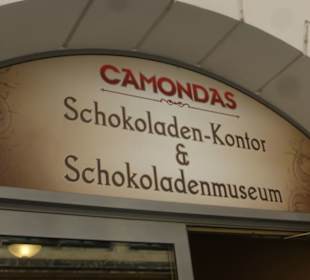 CAMONDAS
Schokoladen-Kontor
&
Schokoladenmuseum